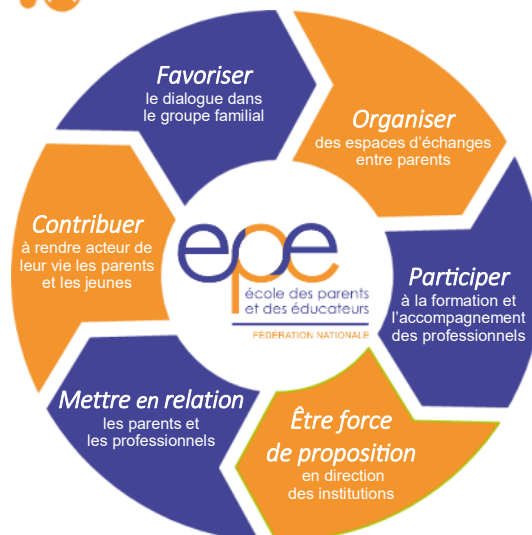 Favoriser
le dialogue dans
le groupe familial
Organiser
des espaces d'échanges
entre parents
Participer
à la formation et
l'accompagnement
des professionnels
Être force
de proposition
en direction
des institutions
Mettre en relation
les parents et
les professionnels
Contribuer
à rendre acteur de
leur vie les parents
et les jeunes
epe
école des parents
et des éducateurs
FÉDÉRATION NATIONALE